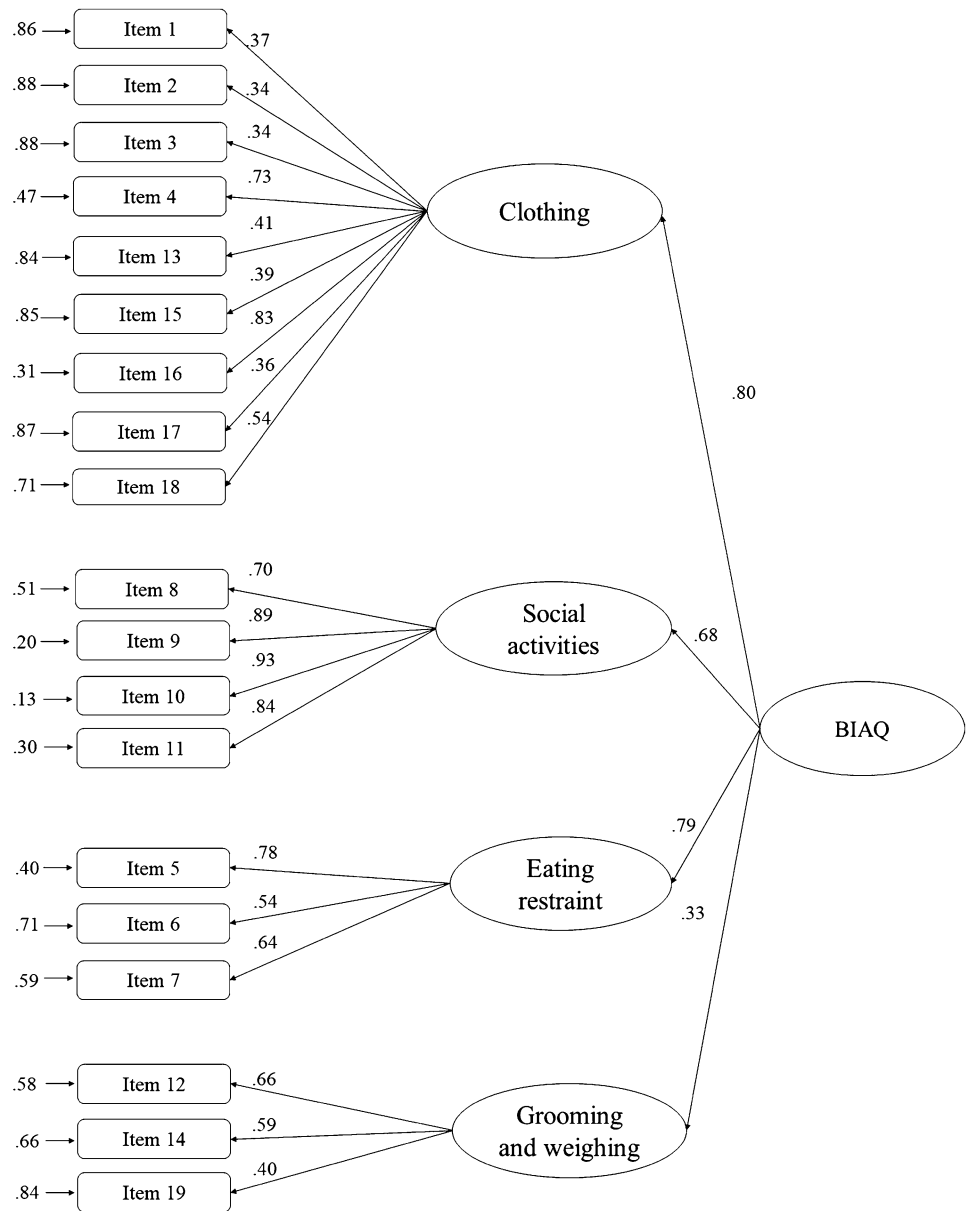 .86 Item 1 .37
.88 Item 2 .34
.88 Item 3 .34
.47 Item 4 .73
.84 Item 13 .41
.85 Item 15 .39
.31 Item 16 .83
.87 Item 17 .36
.71 Item 18 .54
Clothing
.80
.51 Item 8 .70
.20 Item 9 .89
.13 Item 10 .93
.30 Item 11 .84
Social
activities
.68
BIAQ
.40 Item 5 .78
.71 Item 6 .54
.59 Item 7 .64
Eating
restraint
.79
.33
.58 Item 12 .66
.66 Item 14 .59
.84 Item 19 .40
Grooming
and weighing